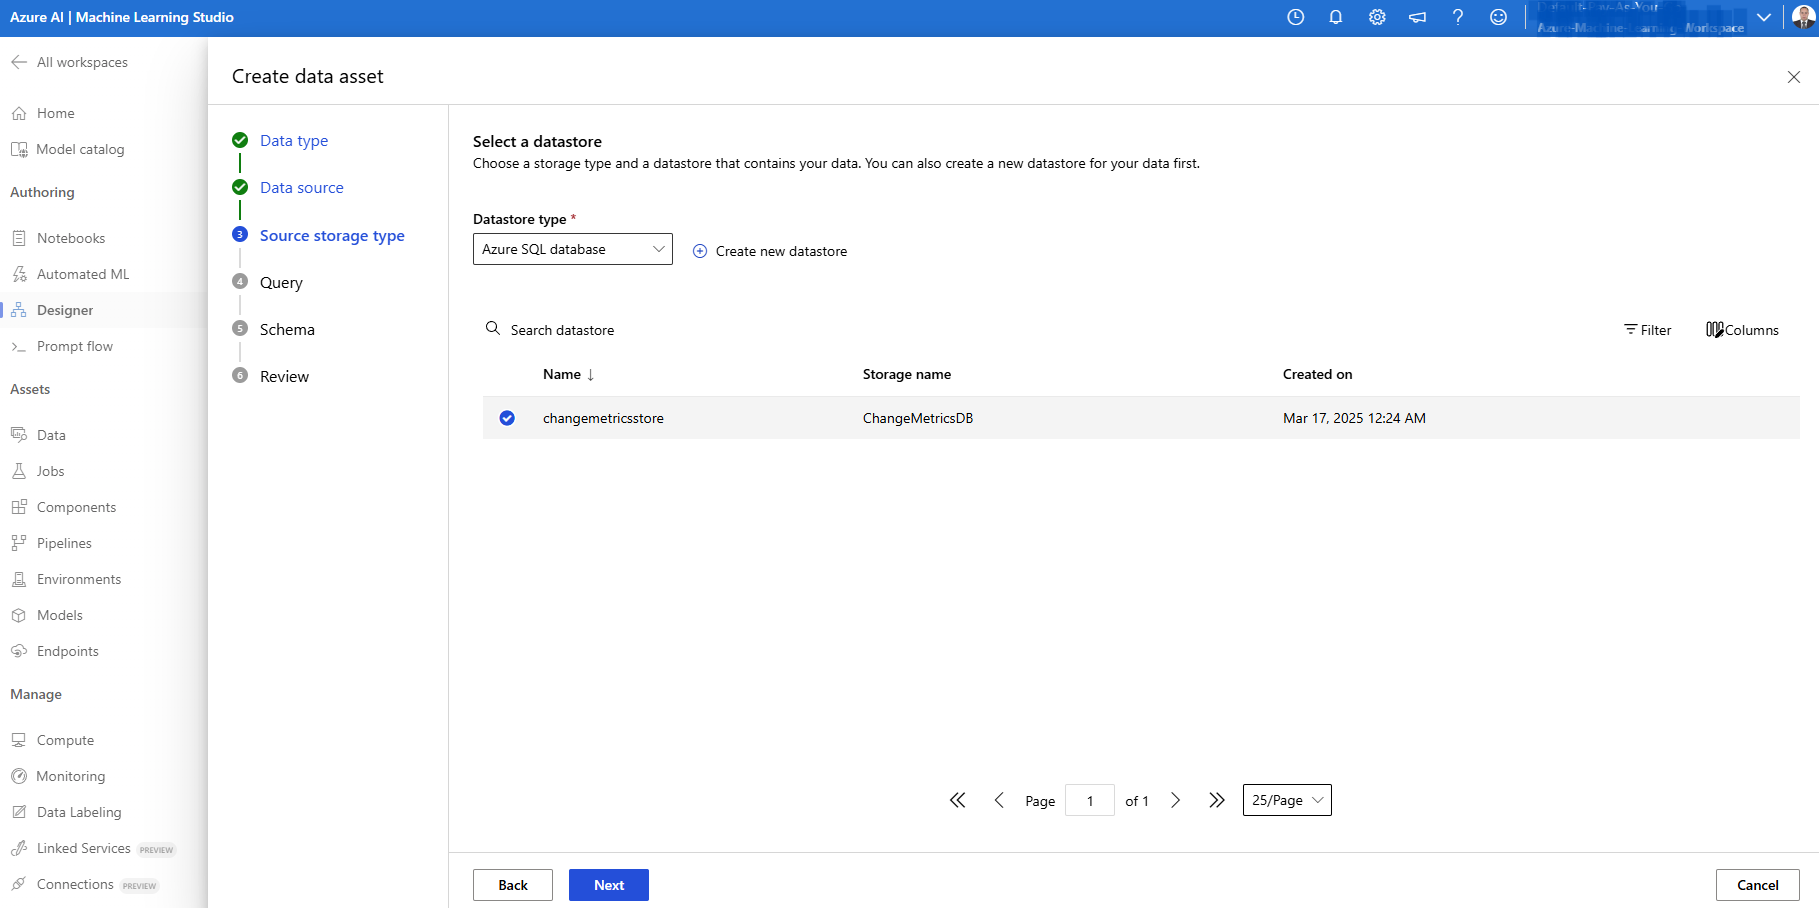 Azure AI | Machine Learning Studio
All workspaces
Home
Model catalog
Authoring
Notebooks
Automated ML
Designer
Prompt flow
Assets
Data
Jobs
Components
Pipelines
Environments
Models
Endpoints
Manage
Compute
Monitoring
Data Labeling
Linked Services PREVIEW
Connections PREVIEW
Create data asset
Data type
Data source
3 Source storage type
4 Query
5 Schema
6 Review
Select a datastore
Choose a storage type and a datastore that contains your data. You can also create a new datastore for your data first.
Datastore type *
Azure SQL database
Create new datastore
Search datastore
Filter
Columns
Name ↓ Storage name Created on
changemetricsstore ChangeMetricsDB Mar 17, 2025 12:24 AM
Page 1 of 1
25/Page
Back
Next
Cancel